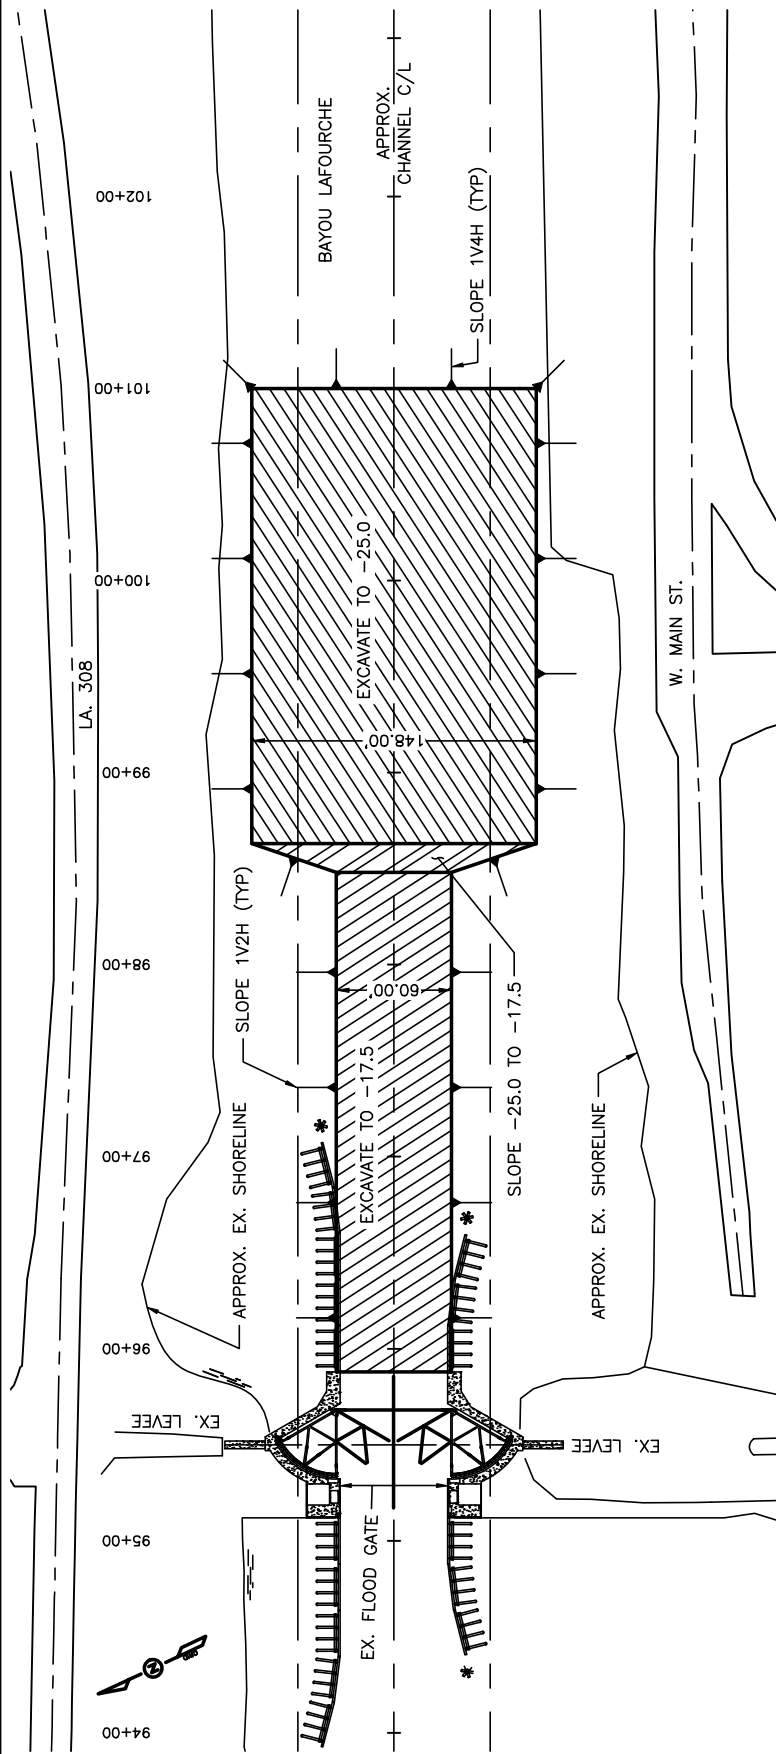 BAYOU LAFOURCHE
APPROX.
CHANNEL C/L
102+00
SLOPE 1V4H (TYP)
101+00
EXCAVATE TO -25.0
100+00
W. MAIN ST.
LA. 308
148.00'
99+00
SLOPE 1V2H (TYP)
98+00
60.00'
SLOPE -25.0 TO -17.5
EXCAVATE TO -17.5
APPROX. EX. SHORELINE
APPROX. EX. SHORELINE
97+00
96+00
EX. LEVEE
EX. LEVEE
EX. FLOOD GATE
95+00
N
94+00